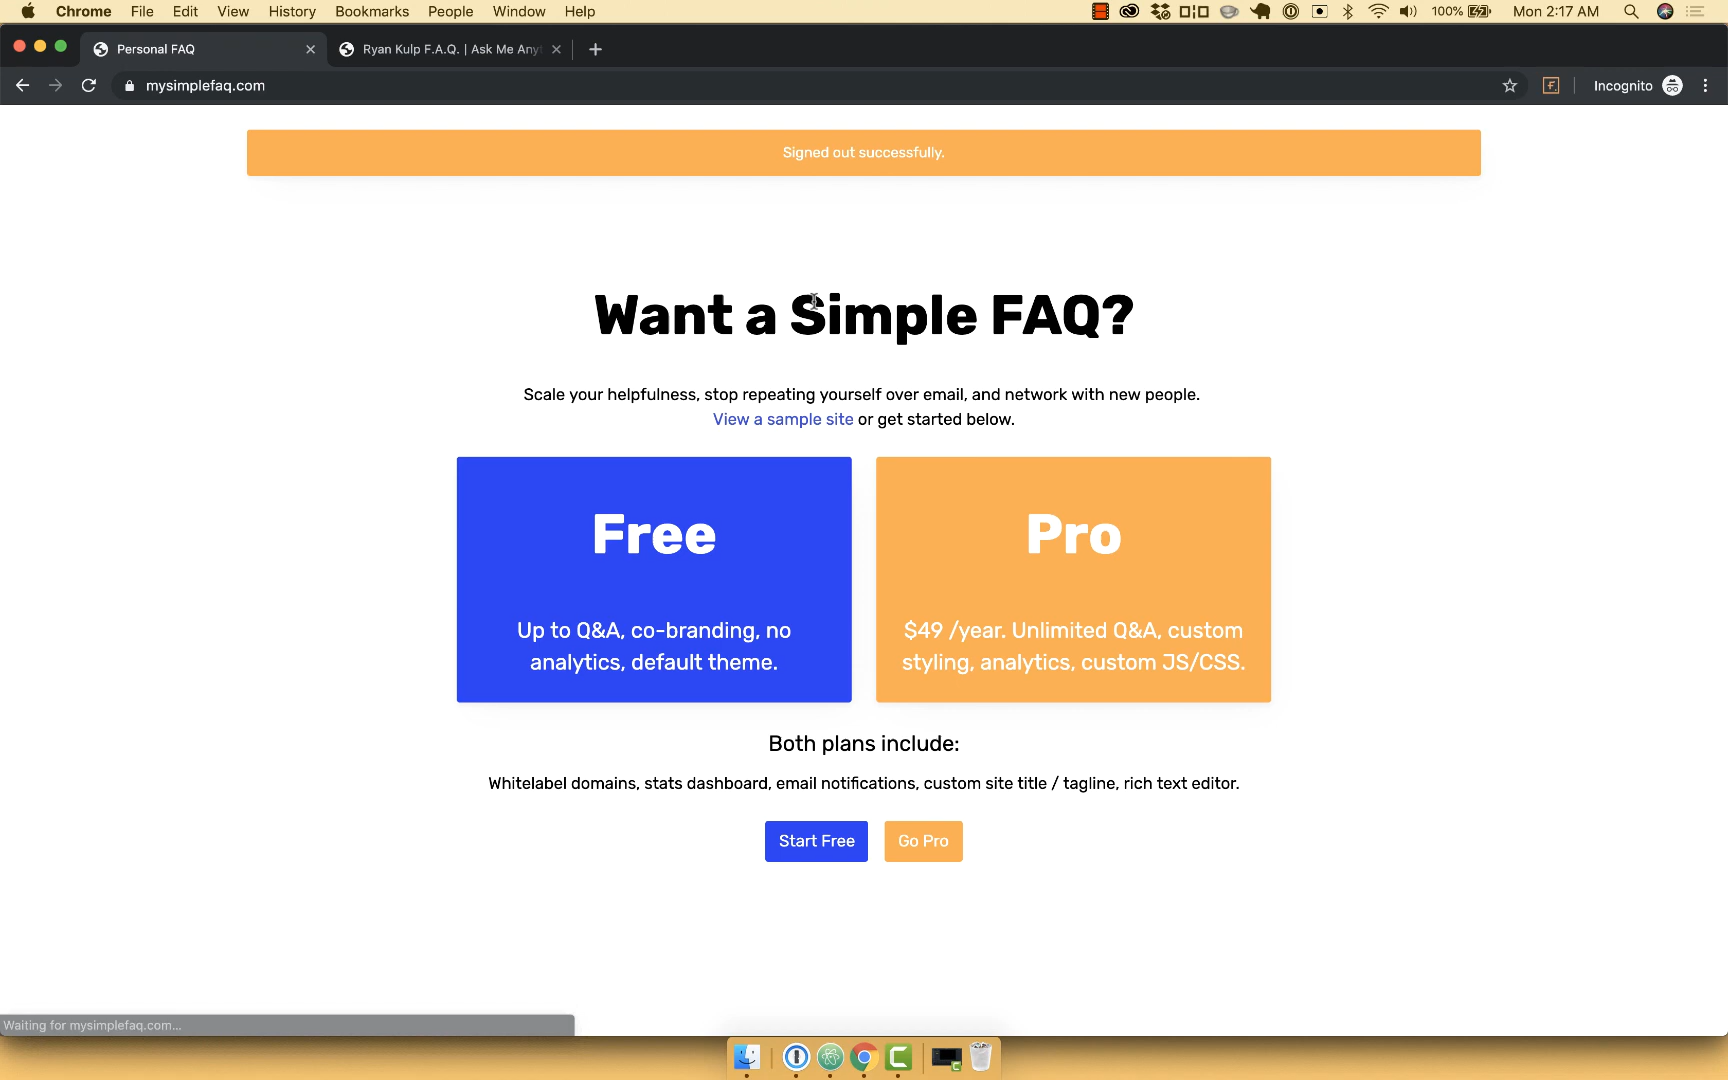 Chrome File Edit View History Bookmarks People Window Help 100% Mon 2:17 AM
Personal FAQ Ryan Kulp F.A.Q. | Ask Me Any
mysimplefaq.com Incognito
Signed out successfully.
Want a Simple FAQ?
Scale your helpfulness, stop repeating yourself over email, and network with new people.
View a sample site or get started below.
Free
Up to Q&A, co-branding, no
analytics, default theme.
Pro
$49 /year. Unlimited Q&A, custom
styling, analytics, custom JS/CSS.
Both plans include:
Whitelabel domains, stats dashboard, email notifications, custom site title / tagline, rich text editor.
Start Free Go Pro
Waiting for mysimplefaq.com...